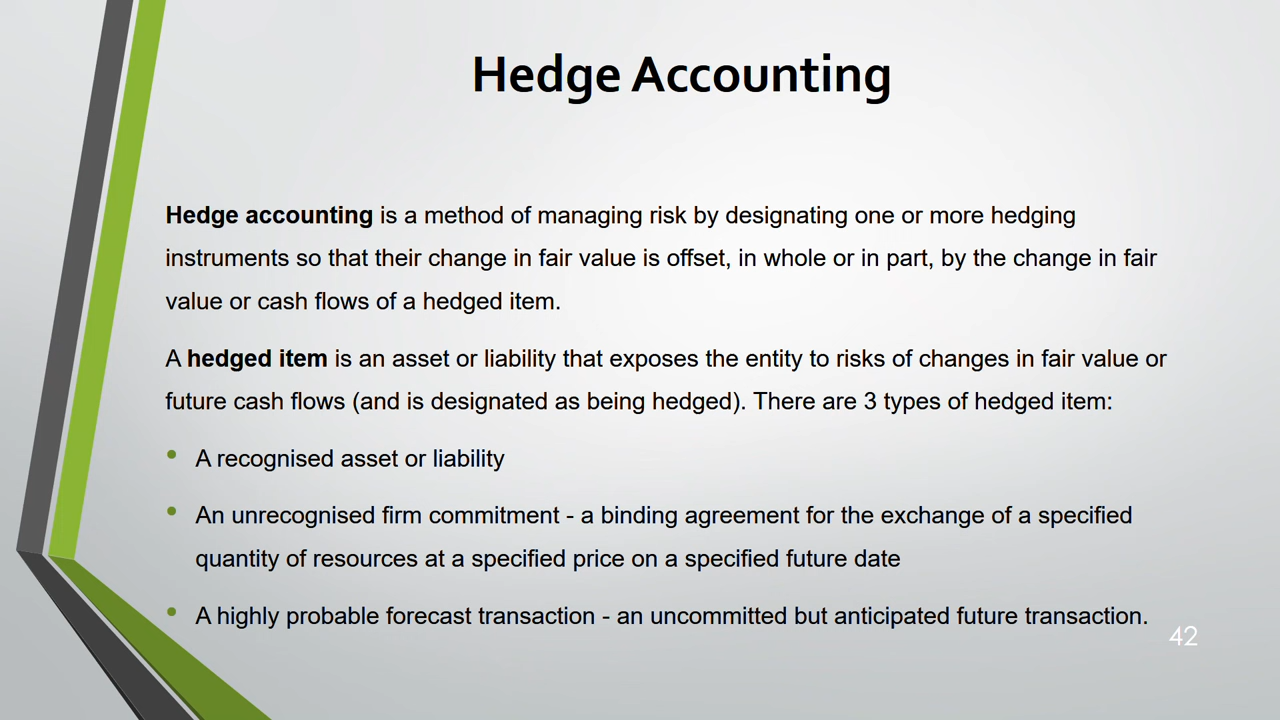 Hedge Accounting
Hedge accounting is a method of managing risk by designating one or more hedging
instruments so that their change in fair value is offset, in whole or in part, by the change in fair
value or cash flows of a hedged item.
A hedged item is an asset or liability that exposes the entity to risks of changes in fair value or
future cash flows (and is designated as being hedged). There are 3 types of hedged item:
• A recognised asset or liability
• An unrecognised firm commitment - a binding agreement for the exchange of a specified
quantity of resources at a specified price on a specified future date
• A highly probable forecast transaction - an uncommitted but anticipated future transaction.
42